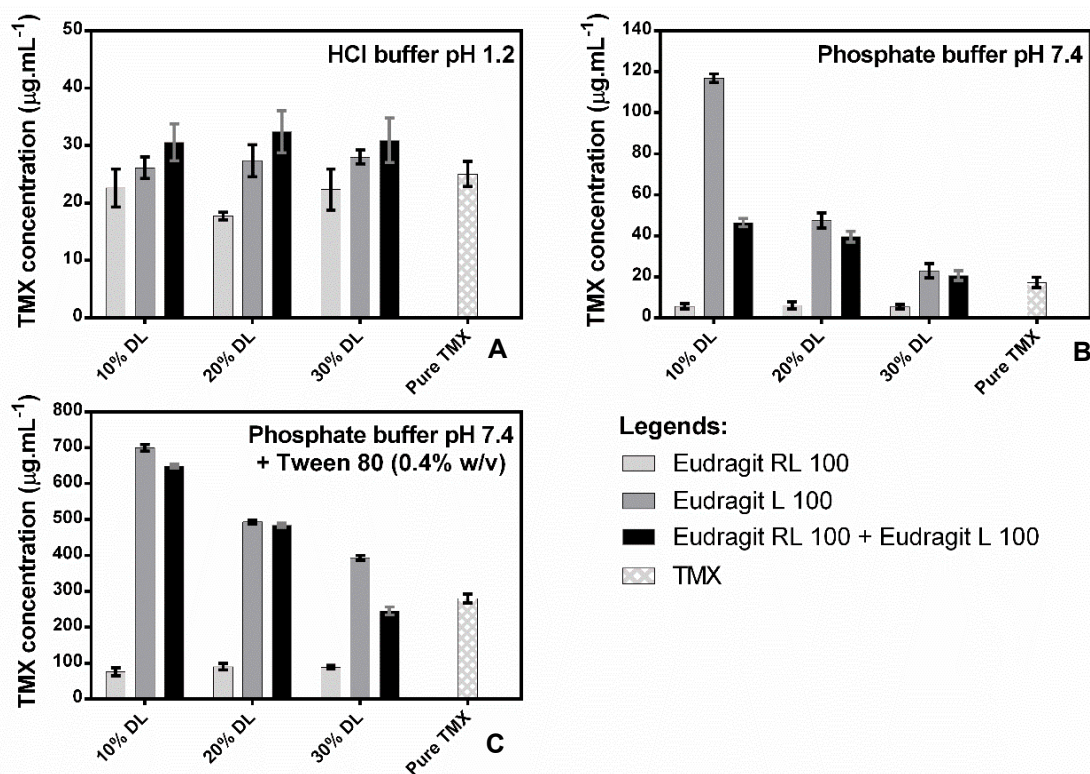 HCl buffer pH 1.2
TMX concentration (µg.mL⁻¹)
50
40
30
20
10
0
10% DL
20% DL
30% DL
Pure TMX
A
Phosphate buffer pH 7.4
TMX concentration (µg.mL⁻¹)
140
120
100
80
60
40
20
0
10% DL
20% DL
30% DL
Pure TMX
B
Phosphate buffer pH 7.4
+ Tween 80 (0.4% w/v)
TMX concentration (µg.mL⁻¹)
800
700
600
500
400
300
200
100
0
10% DL
20% DL
30% DL
Pure TMX
C
Legends:
Eudragit RL 100
Eudragit L 100
Eudragit RL 100 + Eudragit L 100
TMX